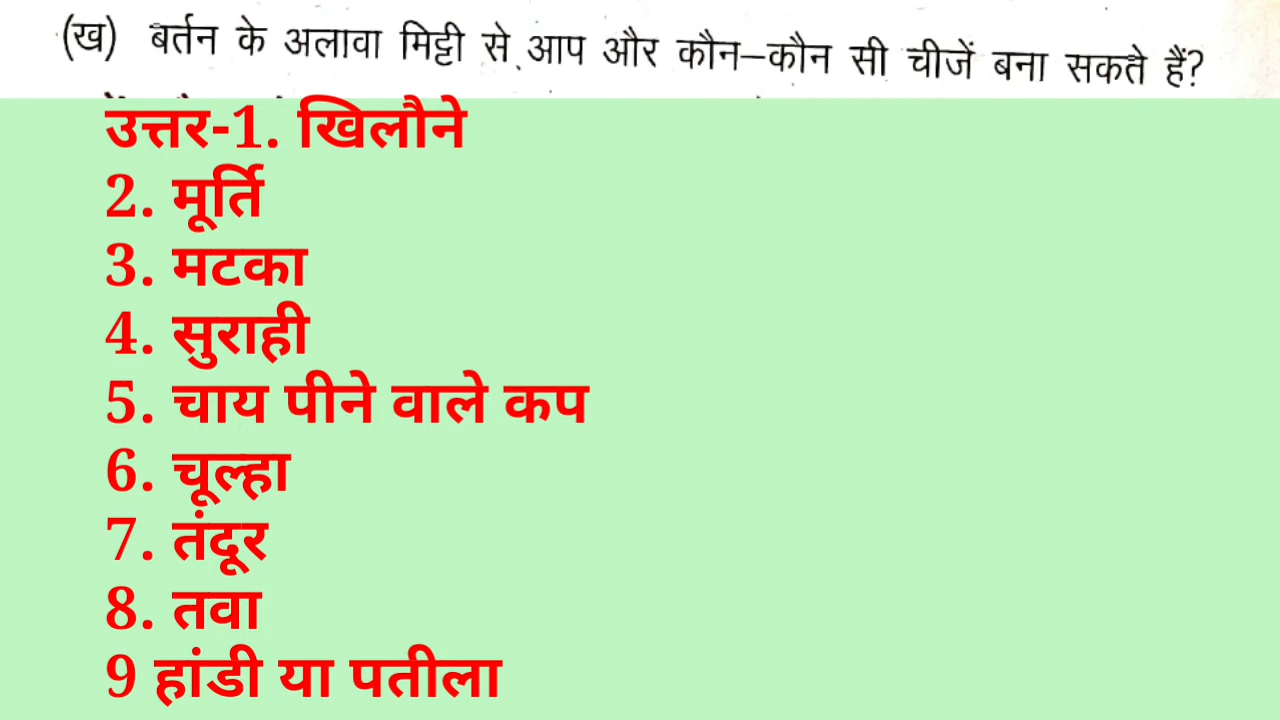 (ख) बर्तन के अलावा मिट्टी से आप और कौन–कौन सी चीजें बना सकते हैं?
उत्तर-1. खिलौने
2. मूर्ति
3. मटका
4. सुराही
5. चाय पीने वाले कप
6. चूल्हा
7. तंदूर
8. तवा
9 हांडी या पतीला